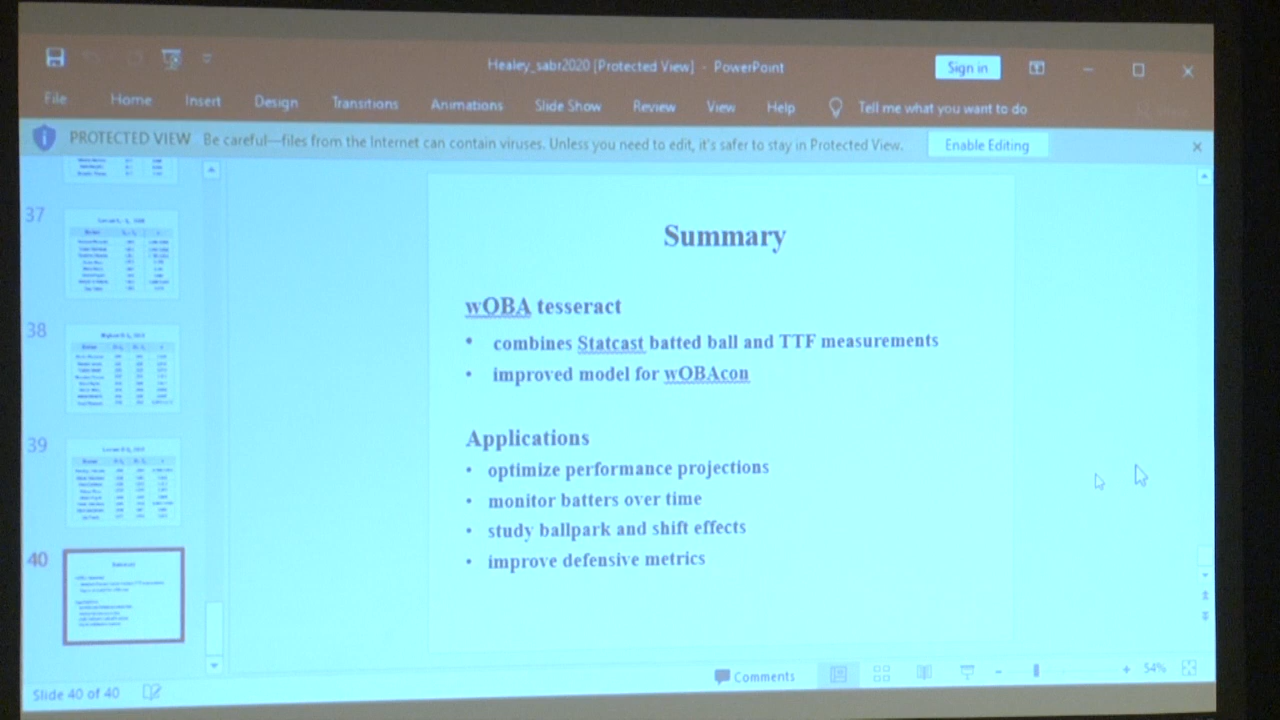 Healey_sabr2020 [Protected View] - PowerPoint
Sign in
File Home Insert Design Transitions Animations Slide Show Review View Help Tell me what you want to do
PROTECTED VIEW Be careful—files from the Internet can contain viruses. Unless you need to edit, it's safer to stay in Protected View. Enable Editing
37
38
39
40
Summary
wOBA tesseract
• combines Statcast batted ball and TTF measurements
• improved model for wOBAcon
Applications
• optimize performance projections
• monitor batters over time
• study ballpark and shift effects
• improve defensive metrics
Slide 40 of 40
Comments
54%